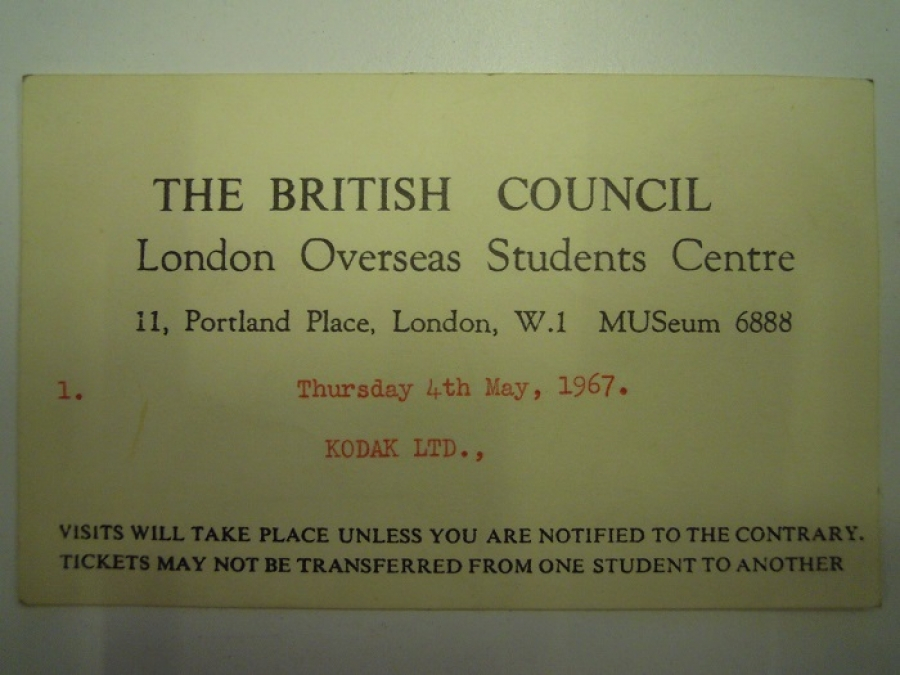 THE BRITISH COUNCIL
London Overseas Students Centre
11, Portland Place, London, W.1 MUSeum 6888
1. Thursday 4th May, 1967.
KODAK LTD.,
VISITS WILL TAKE PLACE UNLESS YOU ARE NOTIFIED TO THE CONTRARY.
TICKETS MAY NOT BE TRANSFERRED FROM ONE STUDENT TO ANOTHER